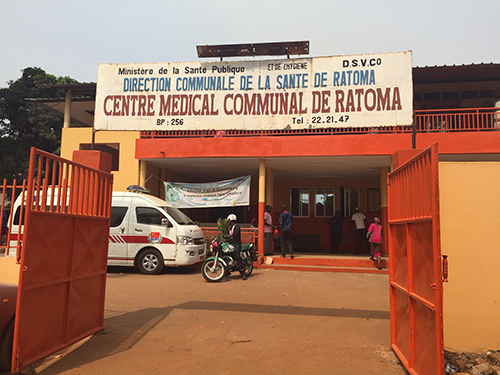 Ministère de la Santé Publique ET DE L'HYGIENE D.S.V.Co
DIRECTION COMMUNALE DE LA SANTE DE RATOMA
CENTRE MEDICAL COMMUNAL DE RATOMA
BP : 256 Tel : 22.21.47